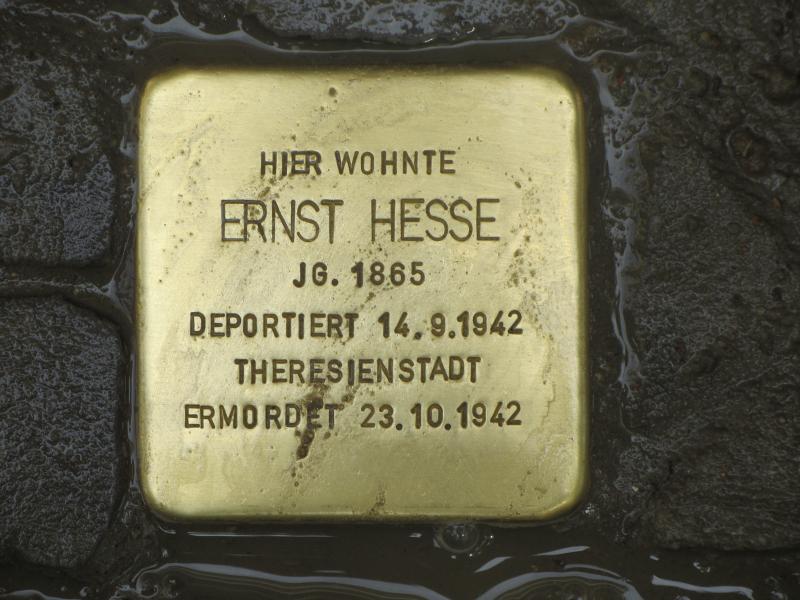 HIER WOHNTE
ERNST HESSE
JG. 1865
DEPORTIERT 14.9.1942
THERESIENSTADT
ERMORDET 23.10.1942